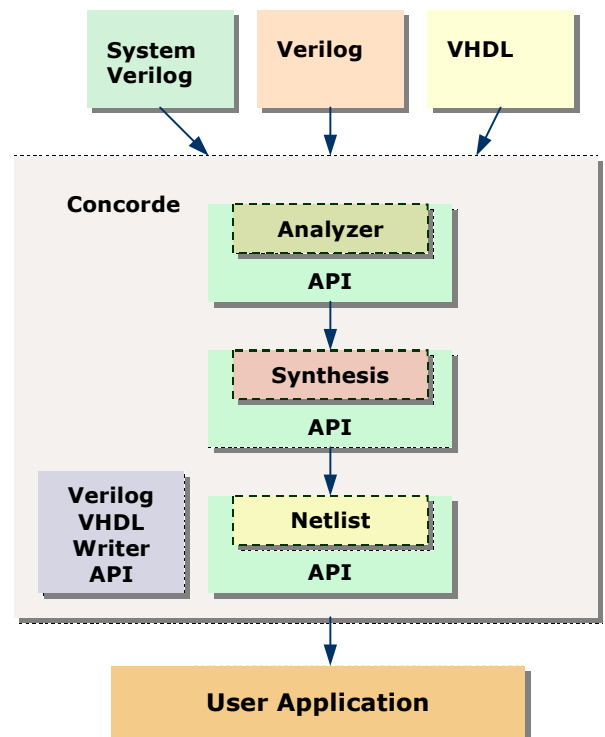 System
Verilog
Verilog
VHDL
Concorde
Analyzer
API
Synthesis
API
Verilog
VHDL
Writer
API
Netlist
API
User Application